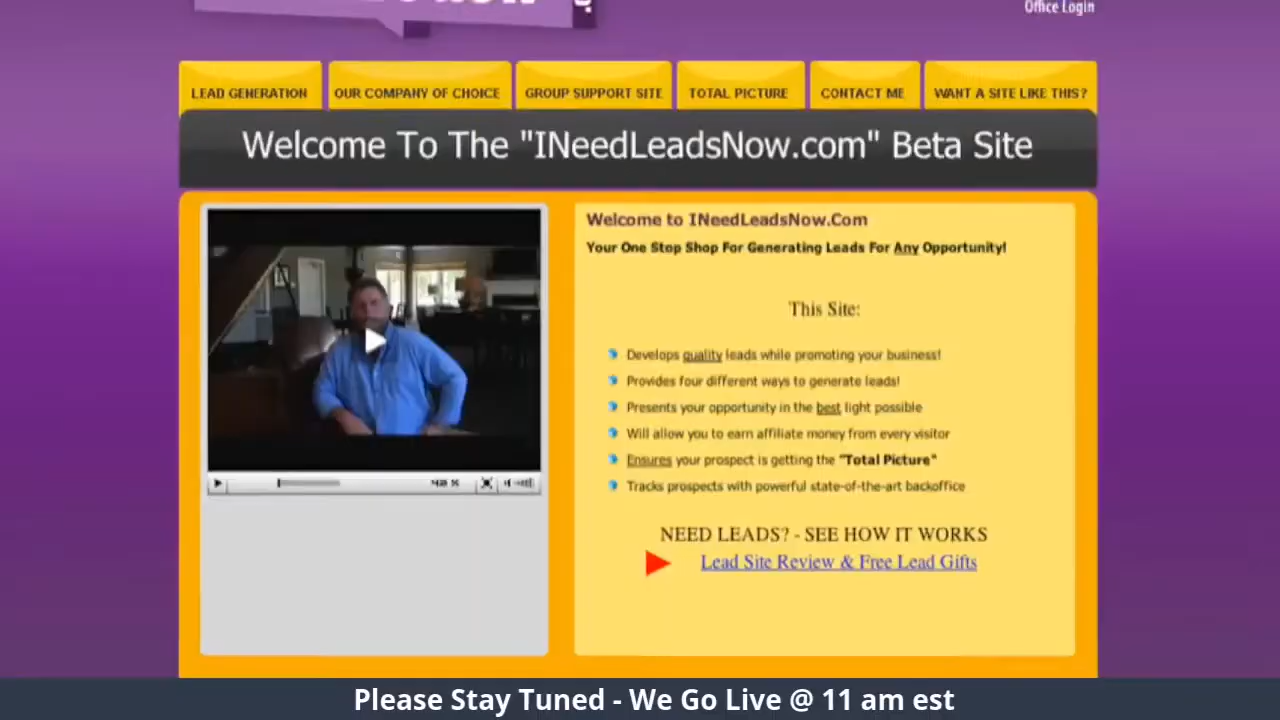 Office Login
LEAD GENERATION
OUR COMPANY OF CHOICE
GROUP SUPPORT SITE
TOTAL PICTURE
CONTACT ME
WANT A SITE LIKE THIS?
Welcome To The "INeedLeadsNow.com" Beta Site
Welcome to INeedLeadsNow.Com
Your One Stop Shop For Generating Leads For Any Opportunity!
This Site:
Develops quality leads while promoting your business!
Provides four different ways to generate leads!
Presents your opportunity in the best light possible
Will allow you to earn affiliate money from every visitor
Ensures your prospect is getting the "Total Picture"
Tracks prospects with powerful state-of-the-art backoffice
NEED LEADS? - SEE HOW IT WORKS
Lead Site Review & Free Lead Gifts
Please Stay Tuned - We Go Live @ 11 am est